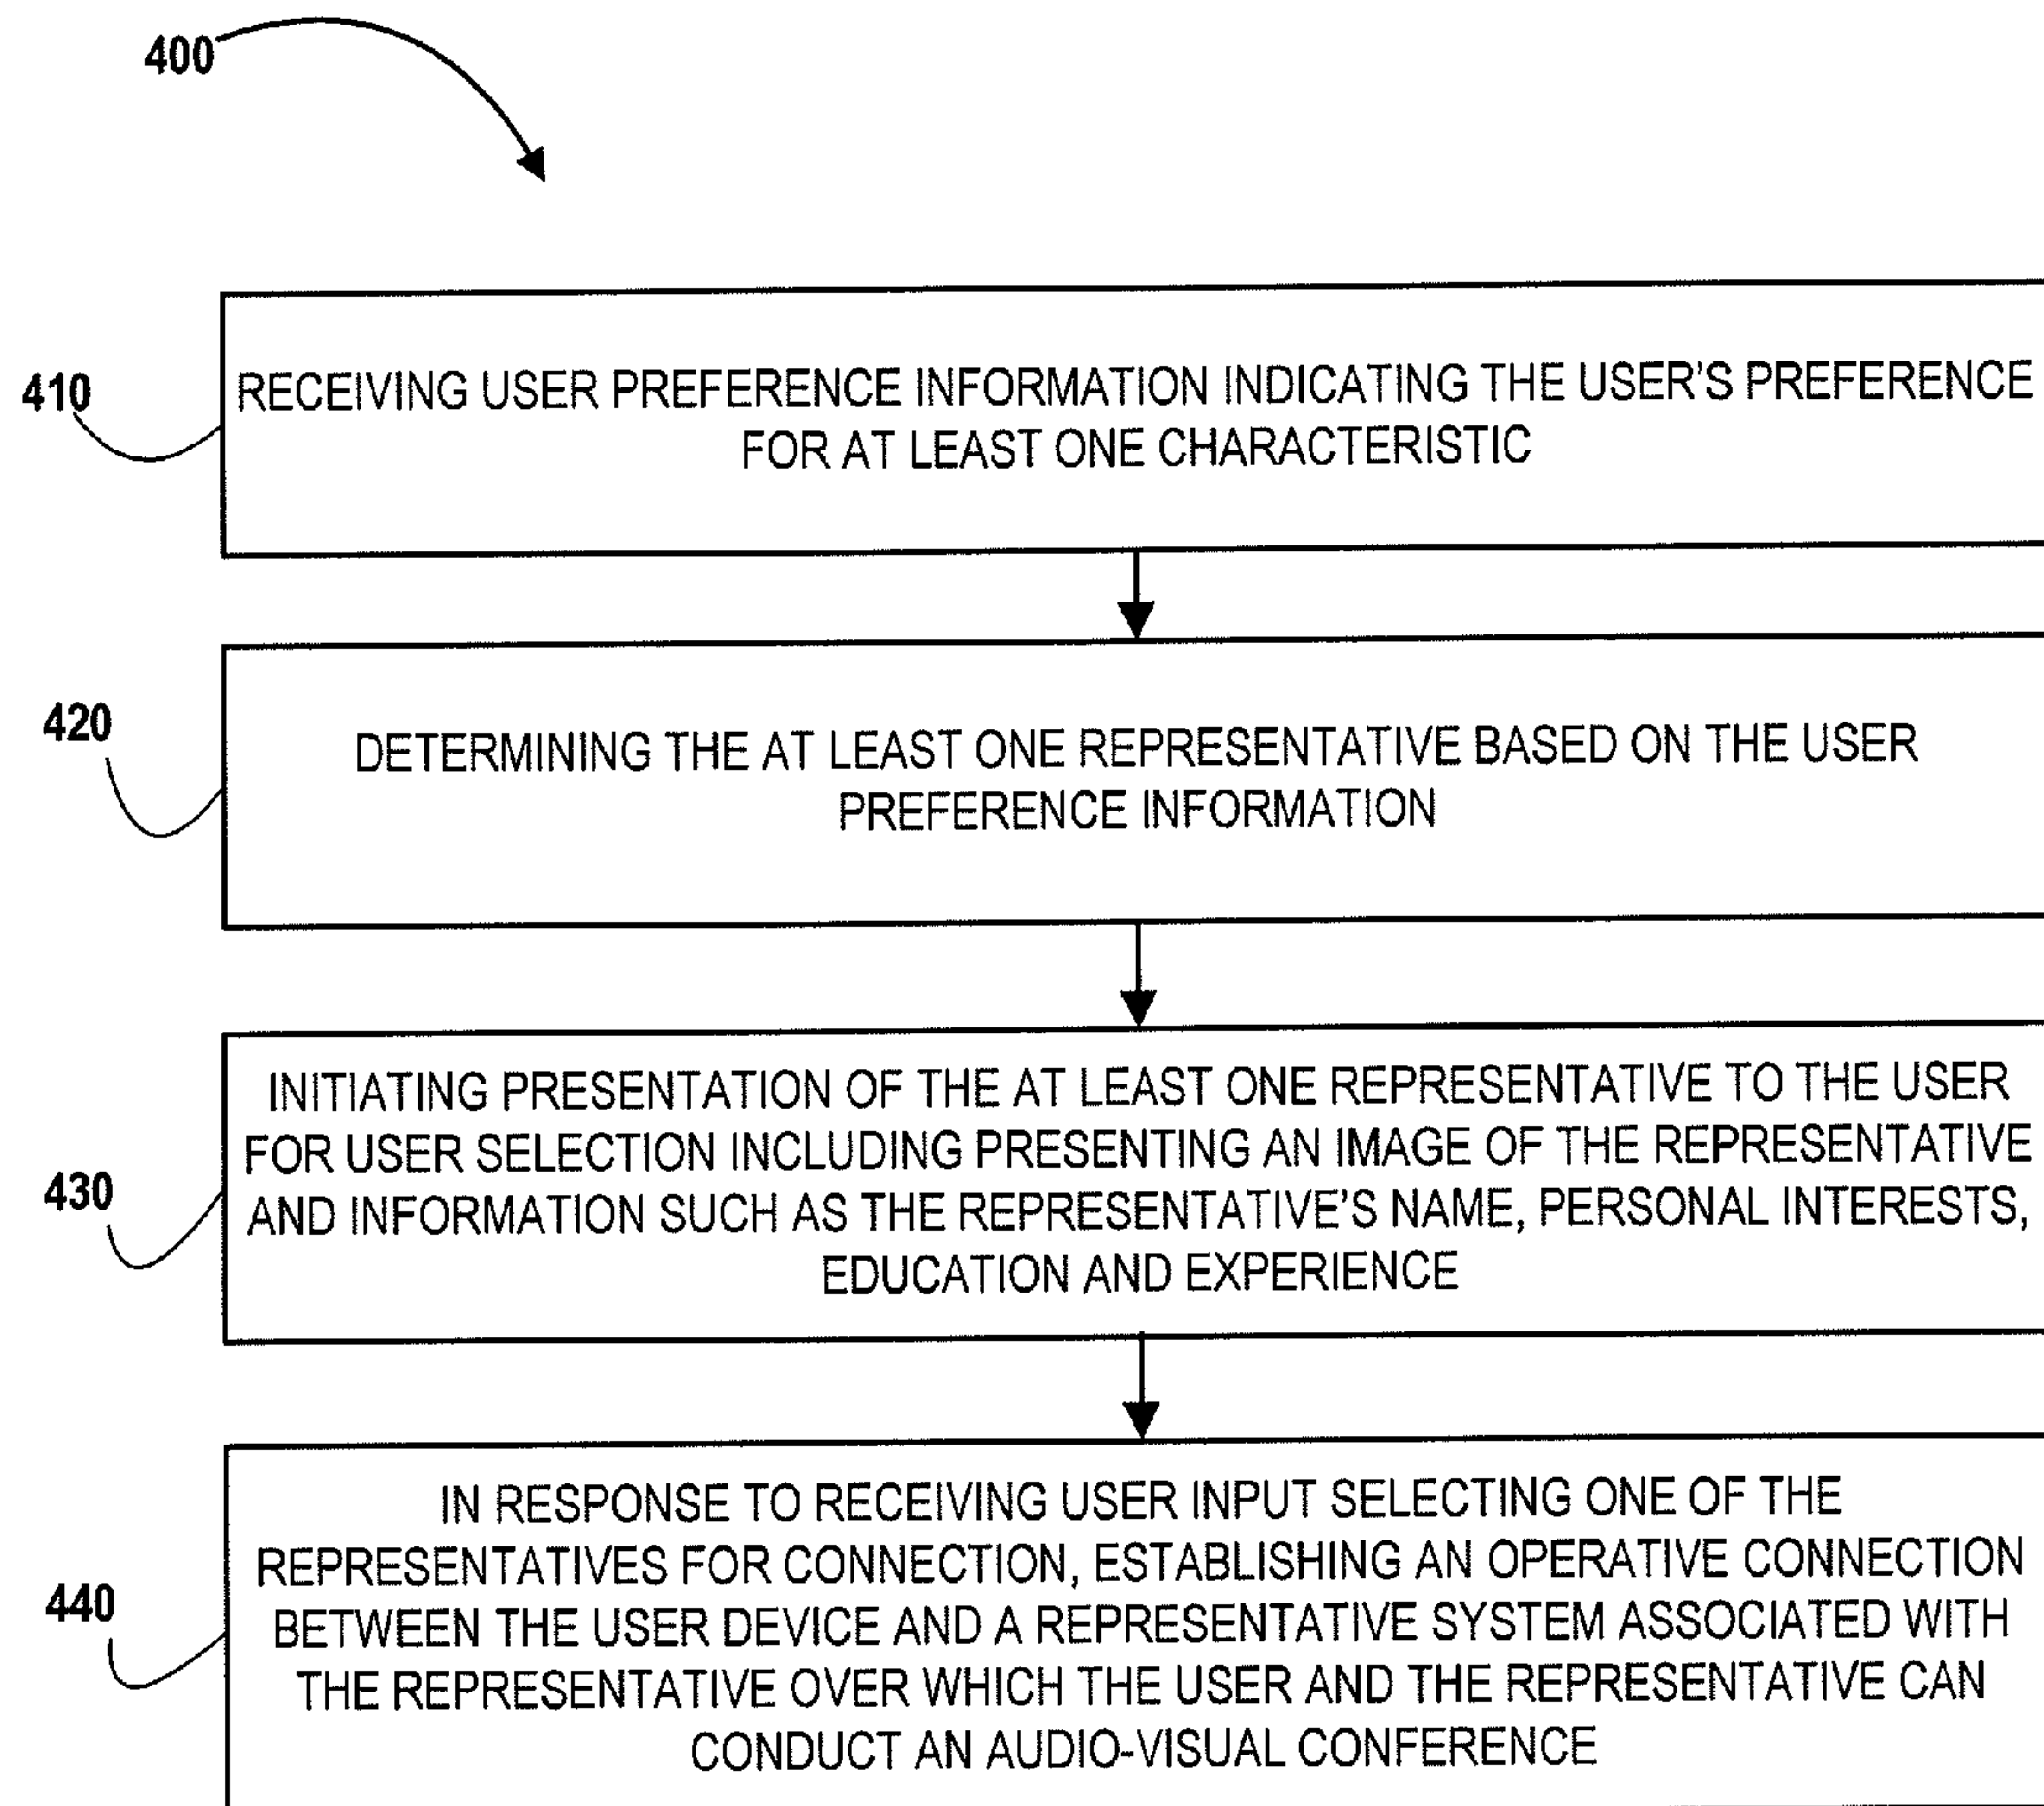 400
410
RECEIVING USER PREFERENCE INFORMATION INDICATING THE USER'S PREFERENCE
FOR AT LEAST ONE CHARACTERISTIC
420
DETERMINING THE AT LEAST ONE REPRESENTATIVE BASED ON THE USER
PREFERENCE INFORMATION
430
INITIATING PRESENTATION OF THE AT LEAST ONE REPRESENTATIVE TO THE USER
FOR USER SELECTION INCLUDING PRESENTING AN IMAGE OF THE REPRESENTATIVE
AND INFORMATION SUCH AS THE REPRESENTATIVE'S NAME, PERSONAL INTERESTS,
EDUCATION AND EXPERIENCE
440
IN RESPONSE TO RECEIVING USER INPUT SELECTING ONE OF THE
REPRESENTATIVES FOR CONNECTION, ESTABLISHING AN OPERATIVE CONNECTION
BETWEEN THE USER DEVICE AND A REPRESENTATIVE SYSTEM ASSOCIATED WITH
THE REPRESENTATIVE OVER WHICH THE USER AND THE REPRESENTATIVE CAN
CONDUCT AN AUDIO-VISUAL CONFERENCE